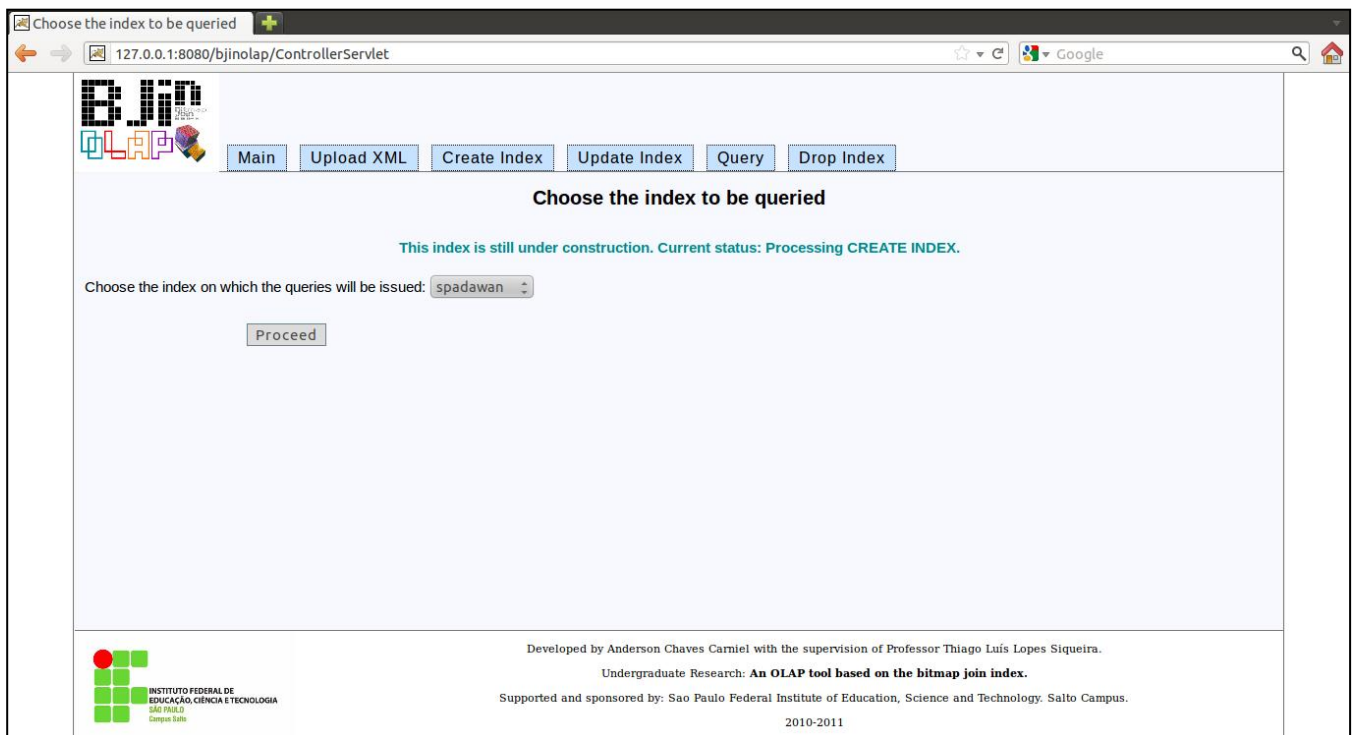 Choose the index to be queried
127.0.0.1:8080/bjinolap/ControllerServlet
Google
BJIn
OLAP
Main
Upload XML
Create Index
Update Index
Query
Drop Index
Choose the index to be queried
This index is still under construction. Current status: Processing CREATE INDEX.
Choose the index on which the queries will be issued: spadawan
Proceed
Developed by Anderson Chaves Carniel with the supervision of Professor Thiago Luís Lopes Siqueira.
Undergraduate Research: An OLAP tool based on the bitmap join index.
Supported and sponsored by: Sao Paulo Federal Institute of Education, Science and Technology. Salto Campus.
2010-2011
INSTITUTO FEDERAL DE
EDUCAÇÃO, CIÊNCIA E TECNOLOGIA
SÃO PAULO
Campus Salto